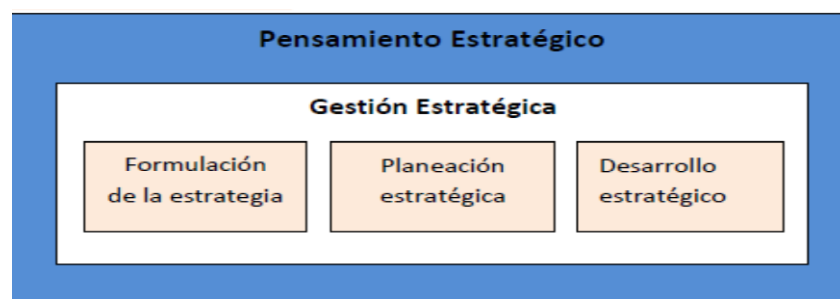 Pensamiento Estratégico
Gestión Estratégica
Formulación
de la estrategia
Planeación
estratégica
Desarrollo
estratégico